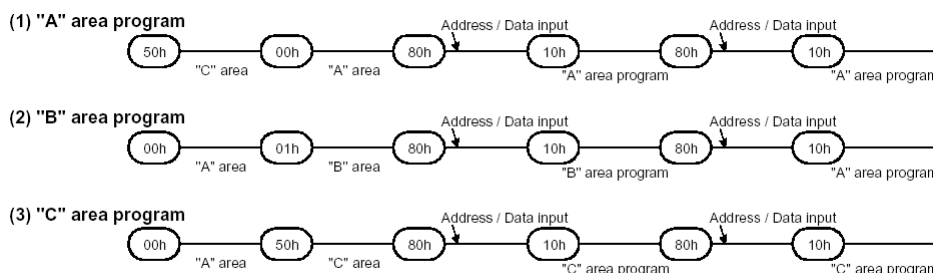 (1) "A" area program
Address / Data input
Address / Data input
50h
00h
80h
10h
80h
10h
"C" area
"A" area
"A" area program
"A" area program
(2) "B" area program
Address / Data input
Address / Data input
00h
01h
80h
10h
80h
10h
"A" area
"B" area
"B" area program
"A" area program
(3) "C" area program
Address / Data input
Address / Data input
00h
50h
80h
10h
80h
10h
"A" area
"C" area
"C" area program
"C" area program